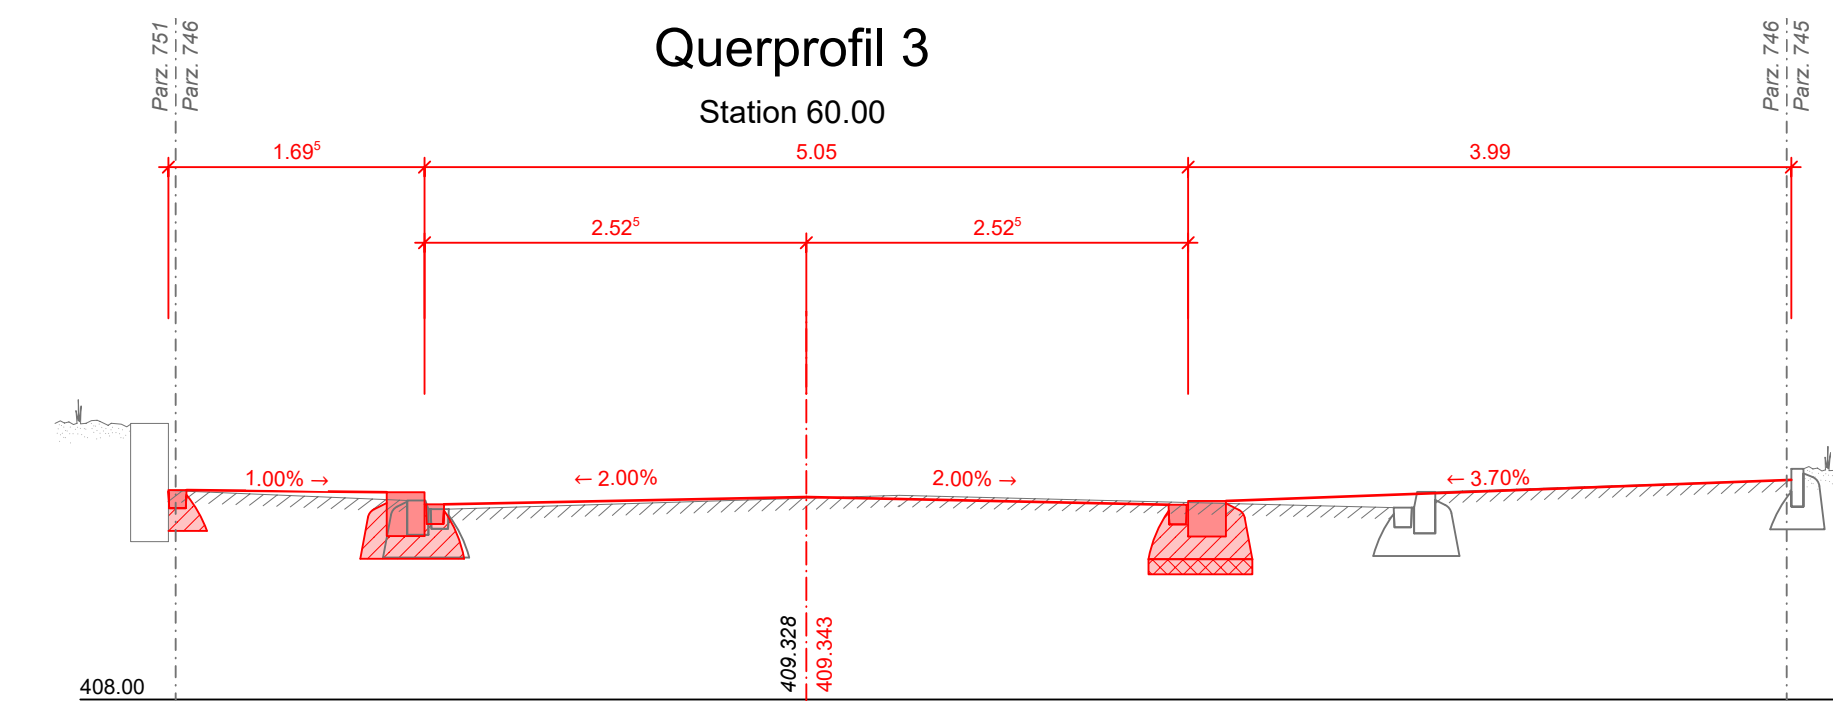 Querprofil 3
Station 60.00
Parz. 751
Parz. 746
Parz. 746
Parz. 745
1.69⁵
5.05
3.99
2.52⁵
2.52⁵
1.00% →
← 2.00%
2.00% →
← 3.70%
409.328
409.343
408.00